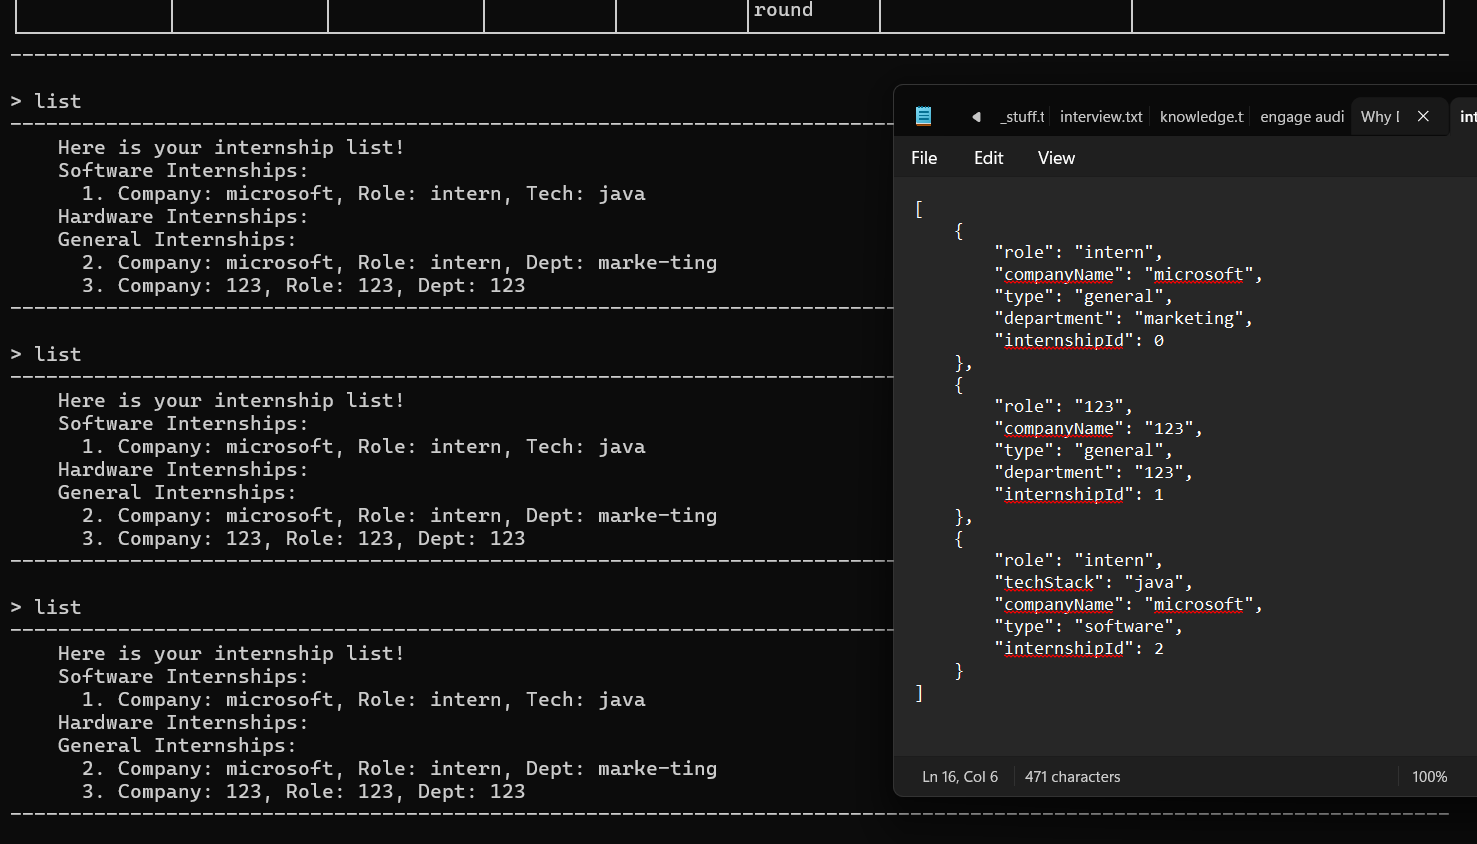 round
> list
Here is your internship list!
Software Internships:
1. Company: microsoft, Role: intern, Tech: java
Hardware Internships:
General Internships:
2. Company: microsoft, Role: intern, Dept: marke-ting
3. Company: 123, Role: 123, Dept: 123
> list
Here is your internship list!
Software Internships:
1. Company: microsoft, Role: intern, Tech: java
Hardware Internships:
General Internships:
2. Company: microsoft, Role: intern, Dept: marke-ting
3. Company: 123, Role: 123, Dept: 123
> list
Here is your internship list!
Software Internships:
1. Company: microsoft, Role: intern, Tech: java
Hardware Internships:
General Internships:
2. Company: microsoft, Role: intern, Dept: marke-ting
3. Company: 123, Role: 123, Dept: 123
_stuff.t interview.txt knowledge.t engage audi Why int
File Edit View
[
{
"role": "intern",
"companyName": "microsoft",
"type": "general",
"department": "marketing",
"internshipId": 0
},
{
"role": "123",
"companyName": "123",
"type": "general",
"department": "123",
"internshipId": 1
},
{
"role": "intern",
"techStack": "java",
"companyName": "microsoft",
"type": "software",
"internshipId": 2
}
]
Ln 16, Col 6 471 characters 100%